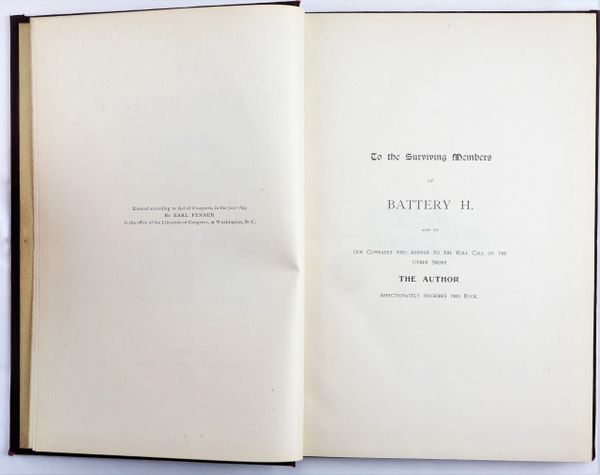 Entered according to Act of Congress, in the year 1894
By EARL FENNER
in the office of the Librarian of Congress, at Washington, D. C.
To the Surviving Members
OF
BATTERY H.
AND TO
OUR COMRADES WHO ANSWER TO THE ROLL CALL ON THE
OTHER SHORE
THE AUTHOR
AFFECTIONATELY INSCRIBES THIS BOOK.